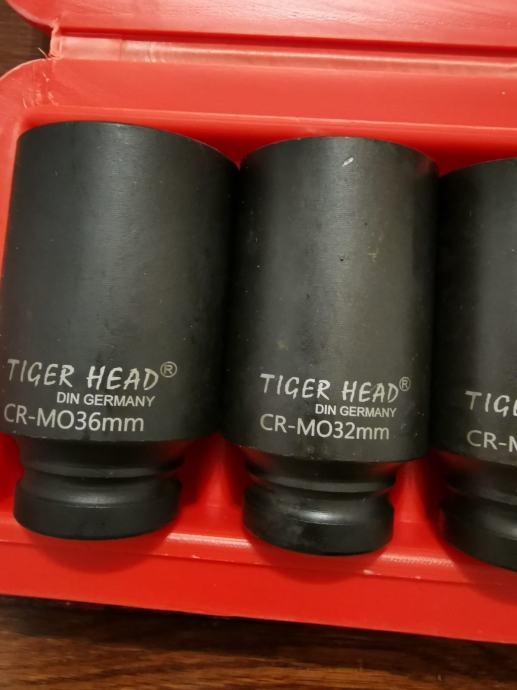 TIGER HEAD®
DIN GERMANY
CR-MO36mm
TIGER HEAD®
DIN GERMANY
CR-MO32mm